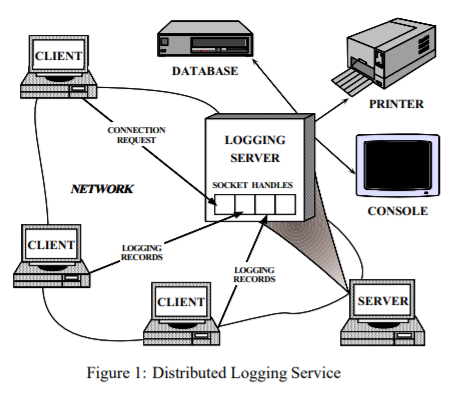 CLIENT
DATABASE
PRINTER
CONNECTION
REQUEST
LOGGING
SERVER
SOCKET HANDLES
NETWORK
CONSOLE
CLIENT
LOGGING
RECORDS
LOGGING
RECORDS
CLIENT
SERVER
Figure 1: Distributed Logging Service